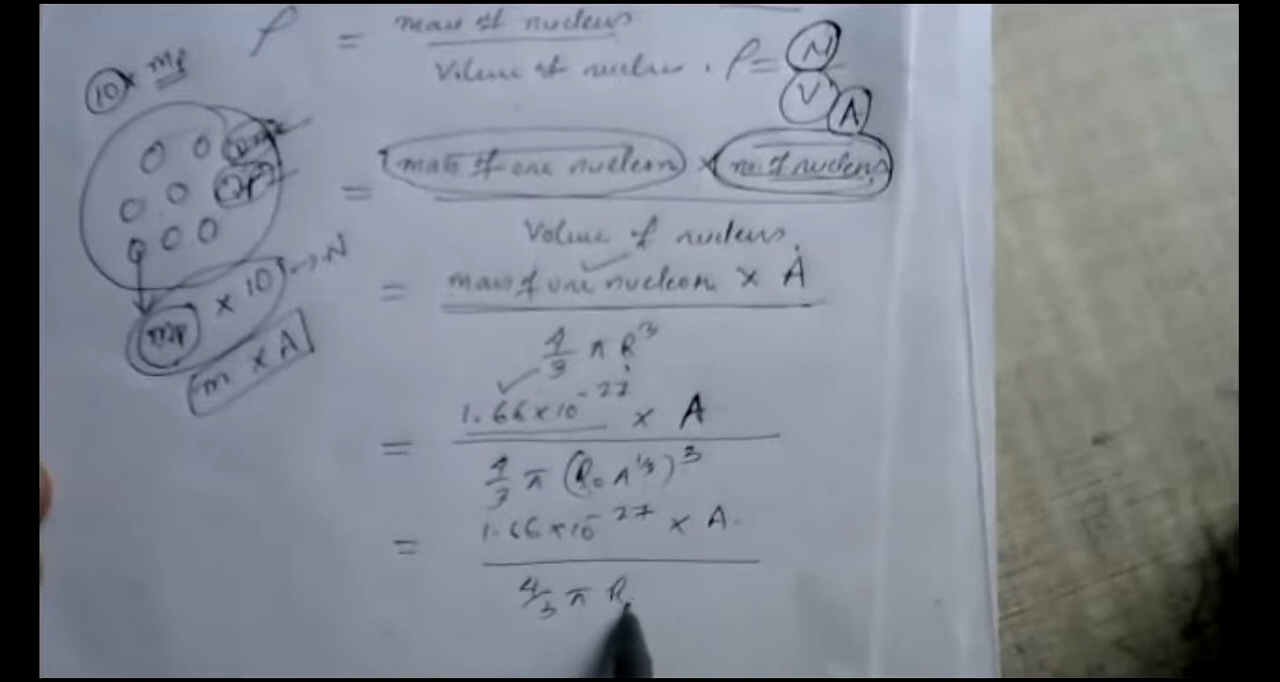 ρ = mass of nucleus
Volume of nucleus . ρ = N
V A
10 × mp
= mass of one nucleon × no. of nucleons
Volume of nucleus
= mass of one nucleon × A
4/3 π R³
= 1.66×10⁻²⁷ × A
4/3 π (R₀ A^1/3)³
= 1.66×10⁻²⁷ × A
4/3 π R
mp × 10 → N
m × A